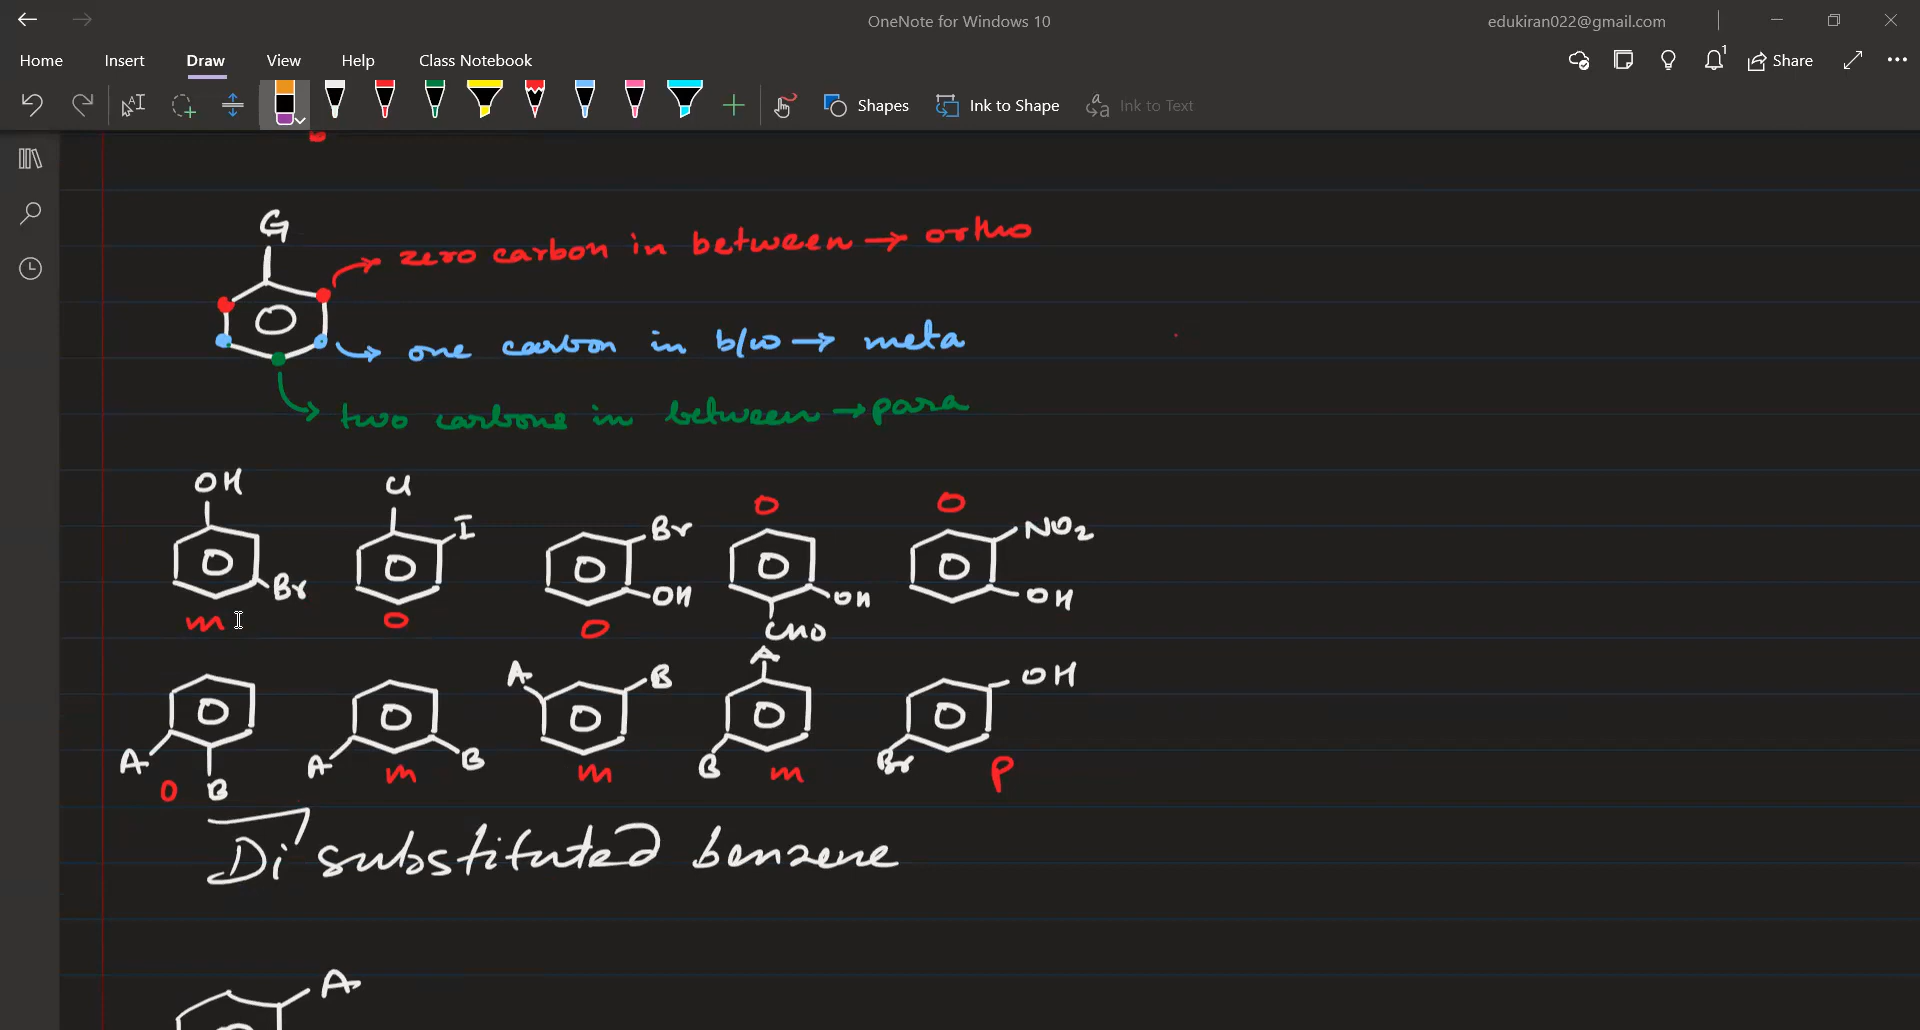 OneNote for Windows 10
edukiran022@gmail.com
Home Insert Draw View Help Class Notebook
1
Share
Shapes Ink to Shape Ink to Text
G
zero carbon in between → ortho
one carbon in b/w → meta
two carbons in between → para
OH Cl O O
I Br NO2
Br OH OH OH
m O O CHO
A B A OH
A B A B B Br
O m m m p
Di substituted benzene
A